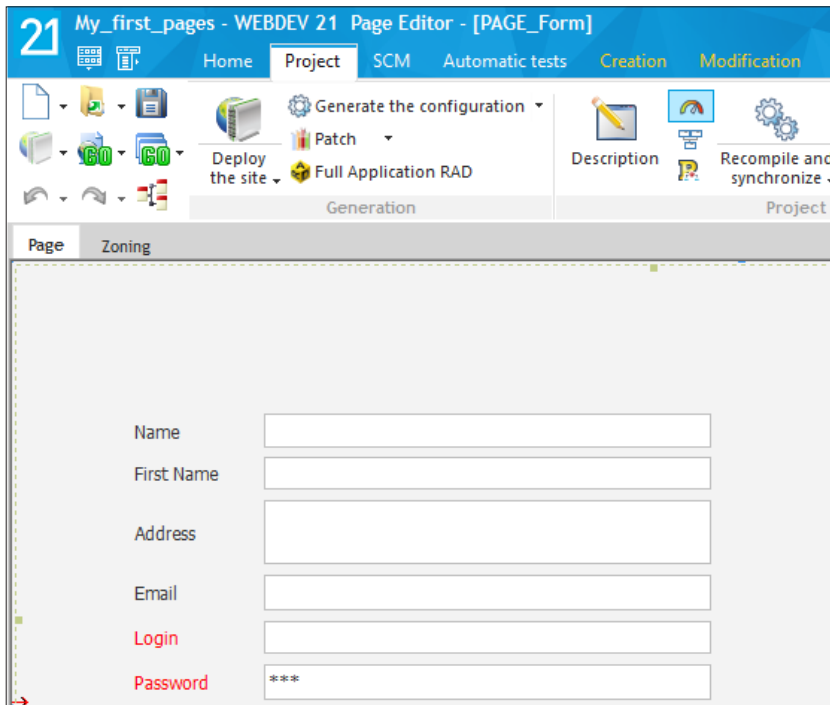 21 My_first_pages - WEBDEV 21 Page Editor - [PAGE_Form]
Home Project SCM Automatic tests Creation Modification
Generate the configuration
GO GO Deploy the site Patch Description Recompile and synchronize
Full Application RAD
Generation Project
Page Zoning
Name
First Name
Address
Email
Login
Password ***